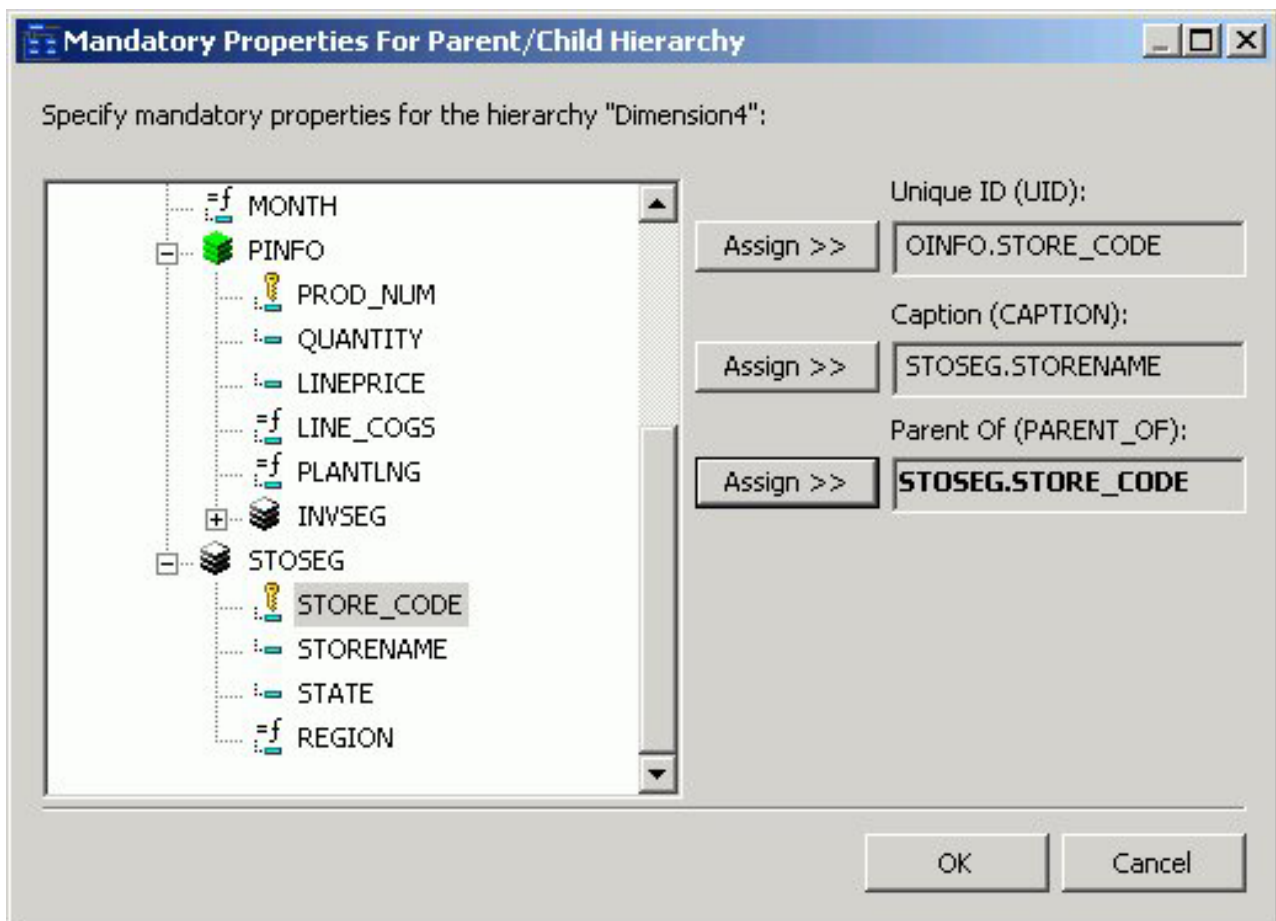 Mandatory Properties For Parent/Child Hierarchy
Specify mandatory properties for the hierarchy "Dimension4":
MONTH
PINFO
PROD_NUM
QUANTITY
LINEPRICE
LINE_COGS
PLANTLNG
INVSEG
STOSEG
STORE_CODE
STORENAME
STATE
REGION
Unique ID (UID):
Assign >> OINFO.STORE_CODE
Caption (CAPTION):
Assign >> STOSEG.STORENAME
Parent Of (PARENT_OF):
Assign >> STOSEG.STORE_CODE
OK Cancel